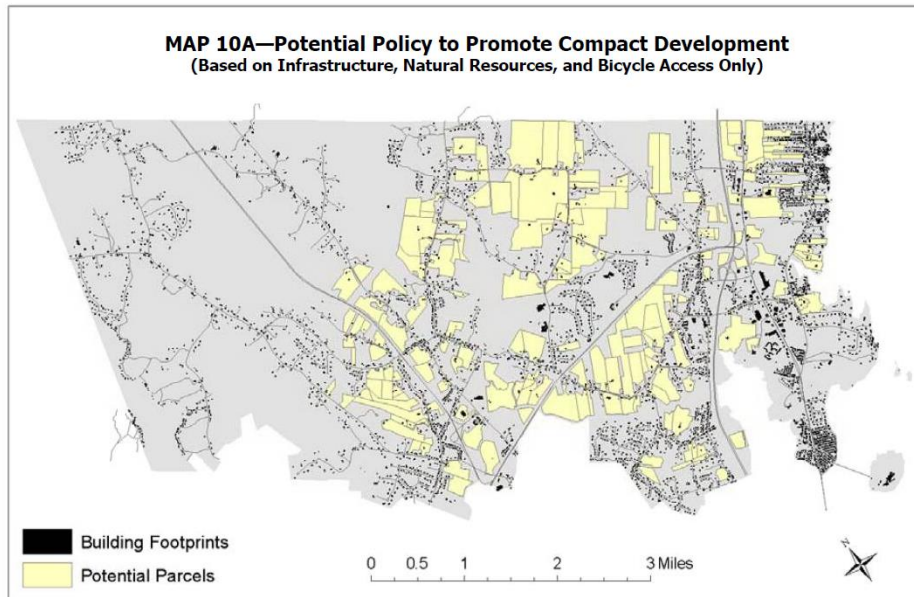 MAP 10A—Potential Policy to Promote Compact Development
(Based on Infrastructure, Natural Resources, and Bicycle Access Only)
Building Footprints
Potential Parcels
0 0.5 1 2 3 Miles
N